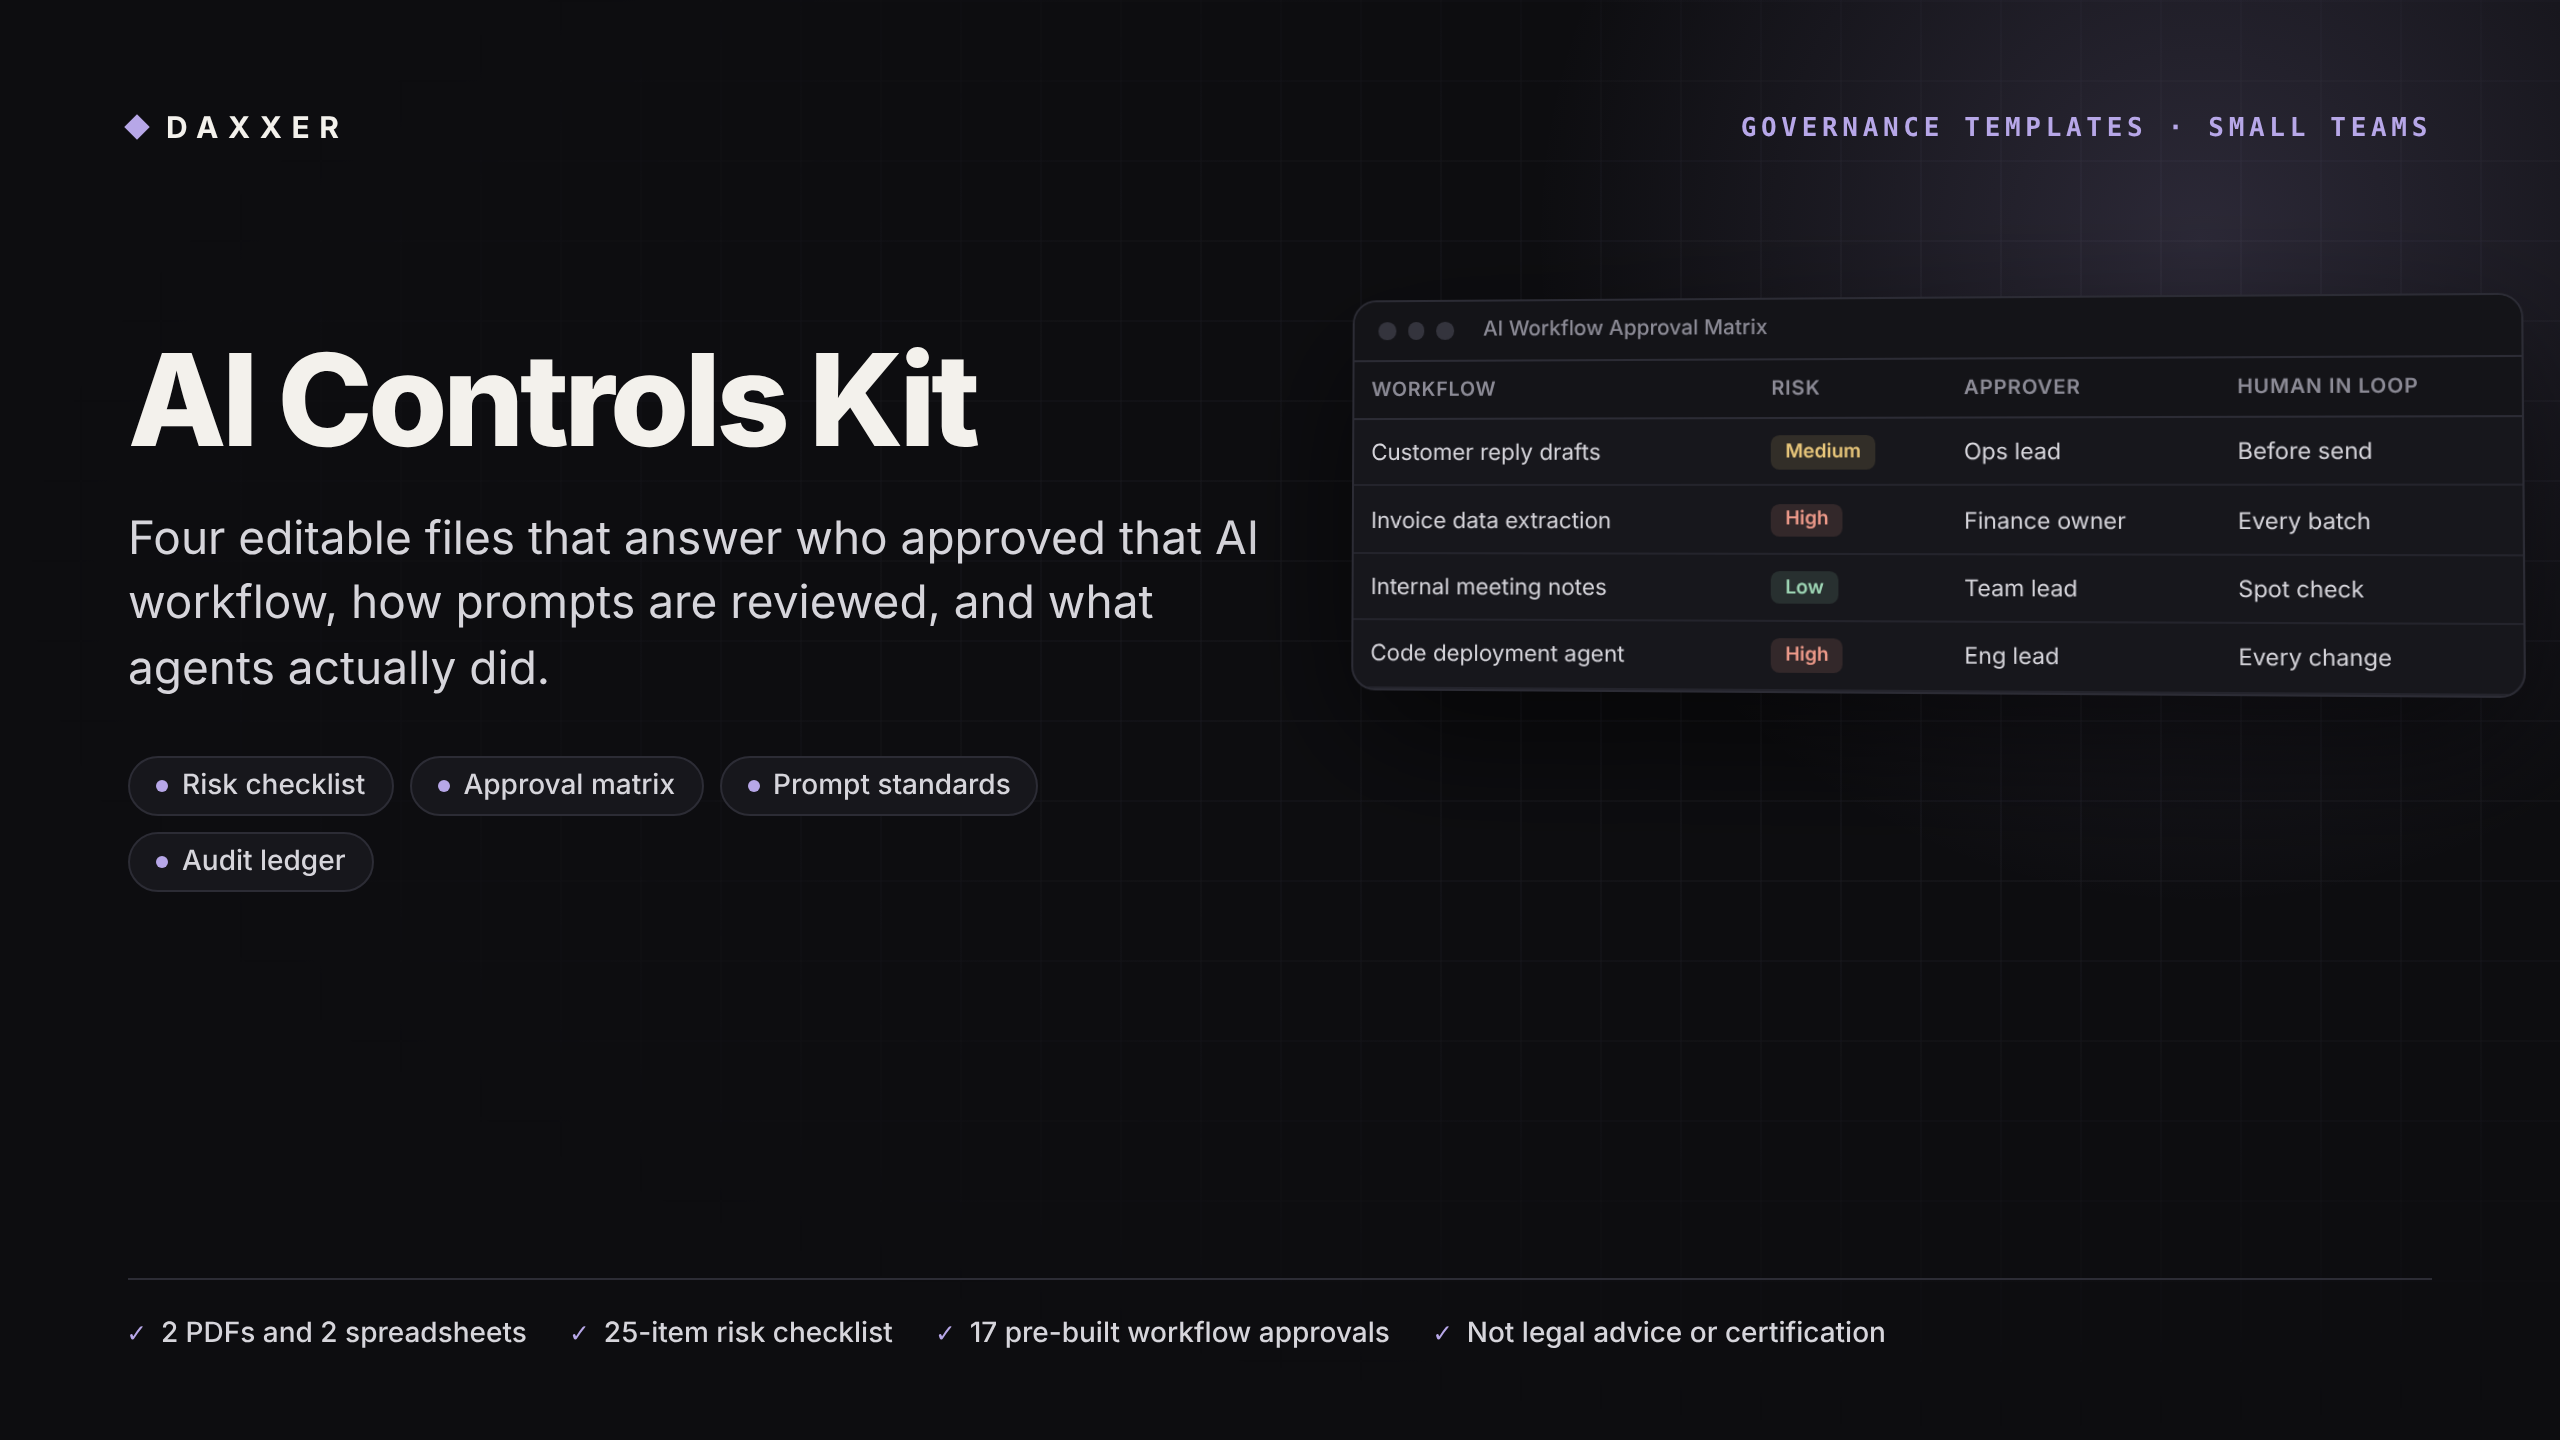 DAXXER
GOVERNANCE TEMPLATES · SMALL TEAMS
AI Controls Kit
Four editable files that answer who approved that AI
workflow, how prompts are reviewed, and what
agents actually did.
Risk checklist
Approval matrix
Prompt standards
Audit ledger
AI Workflow Approval Matrix
WORKFLOW RISK APPROVER HUMAN IN LOOP
Customer reply drafts Medium Ops lead Before send
Invoice data extraction High Finance owner Every batch
Internal meeting notes Low Team lead Spot check
Code deployment agent High Eng lead Every change
✓ 2 PDFs and 2 spreadsheets ✓ 25-item risk checklist ✓ 17 pre-built workflow approvals ✓ Not legal advice or certification